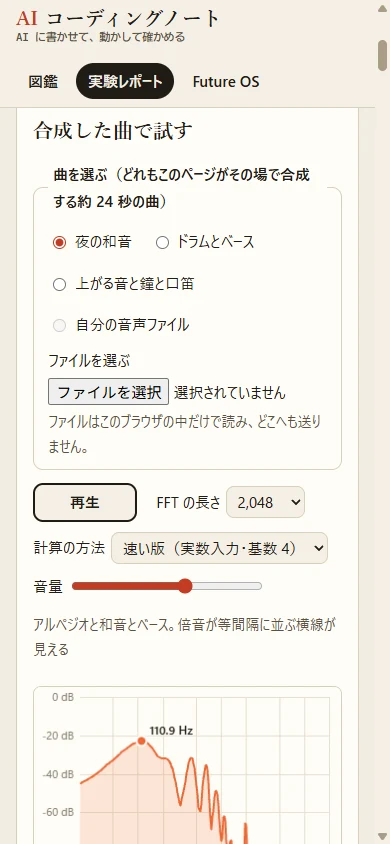 AI コーディングノート
AI に書かせて、動かして確かめる
図鑑 実験レポート Future OS
合成した曲で試す
曲を選ぶ（どれもこのページがその場で合成
する約 24 秒の曲）
夜の和音 ドラムとベース
上がる音と鐘と口笛
自分の音声ファイル
ファイルを選ぶ
ファイルを選択 選択されていません
ファイルはこのブラウザの中だけで読み、どこへも送り
ません。
再生 FFT の長さ 2,048
計算の方法 速い版（実数入力・基数 4）
音量
アルペジオと和音とベース。倍音が等間隔に並ぶ横線が
見える
0 dB
110.9 Hz
-20 dB
-40 dB
-60 dB